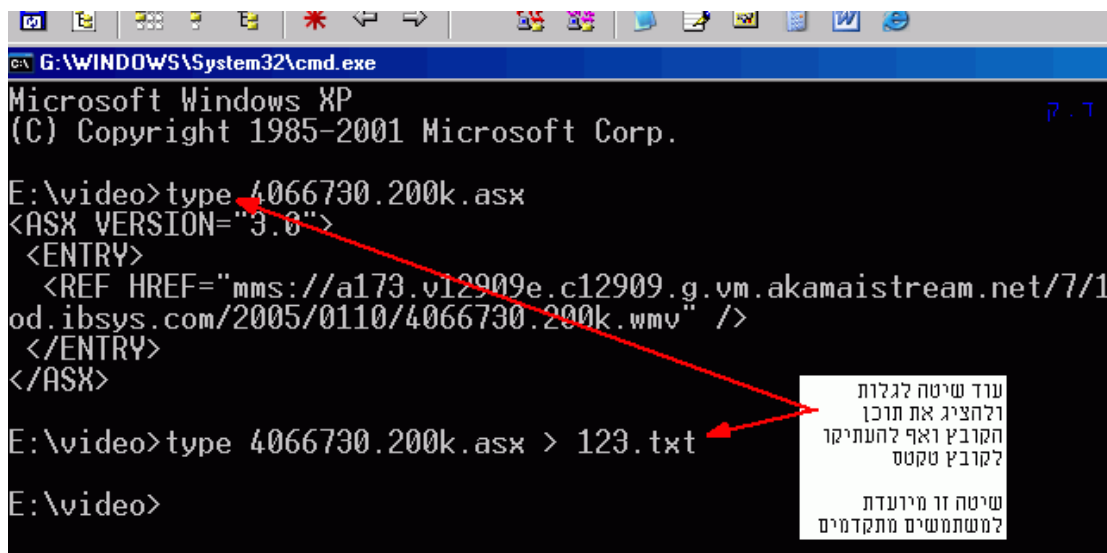 G:\WINDOWS\System32\cmd.exe
Microsoft Windows XP
(C) Copyright 1985-2001 Microsoft Corp.
ד.ק
E:\video>type 4066730.200k.asx
<ASX VERSION="3.0">
<ENTRY>
<REF HREF="mms://a173.v12909e.c12909.g.vm.akamaistream.net/7/1
od.ibsys.com/2005/0110/4066730.200k.wmv" />
</ENTRY>
</ASX>
E:\video>type 4066730.200k.asx > 123.txt
E:\video>
עוד שיטה לגלות
ולהציג את תוכן
הקובץ ואף להעתיקו
לקובץ טקסט
שיטה זו מיועדת
למשתמשים מתקדמים